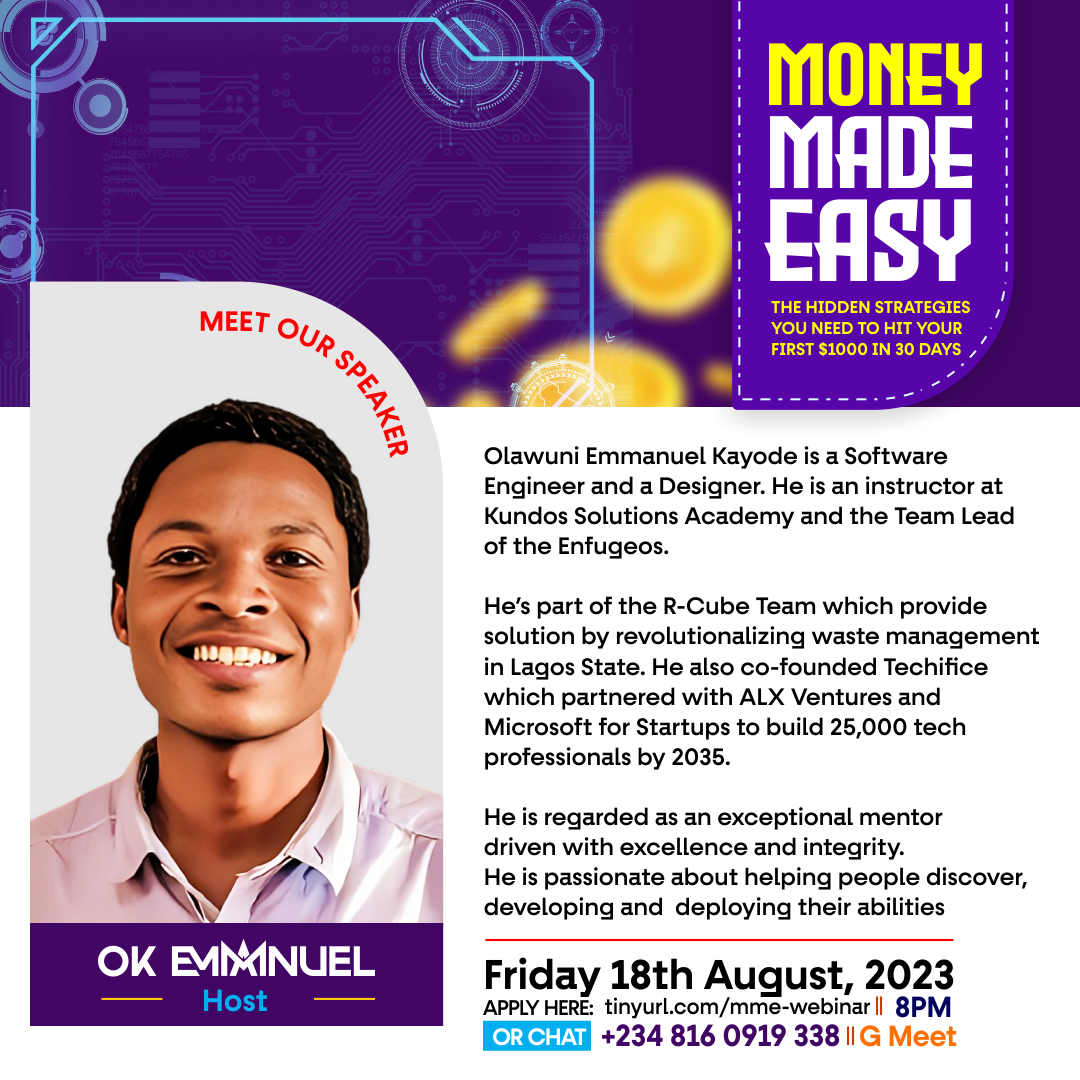 MONEY
MADE
EASY
THE HIDDEN STRATEGIES
YOU NEED TO HIT YOUR
FIRST $1000 IN 30 DAYS
MEET OUR SPEAKER
Olawuni Emmanuel Kayode is a Software
Engineer and a Designer. He is an instructor at
Kundos Solutions Academy and the Team Lead
of the Enfugeos.
He's part of the R-Cube Team which provide
solution by revolutionalizing waste management
in Lagos State. He also co-founded Techifice
which partnered with ALX Ventures and
Microsoft for Startups to build 25,000 tech
professionals by 2035.
He is regarded as an exceptional mentor
driven with excellence and integrity.
He is passionate about helping people discover,
developing and  deploying their abilities
OK EMMANUEL
Host
Friday 18th August, 2023
APPLY HERE: tinyurl.com/mme-webinar || 8PM
OR CHAT +234 816 0919 338 || G Meet